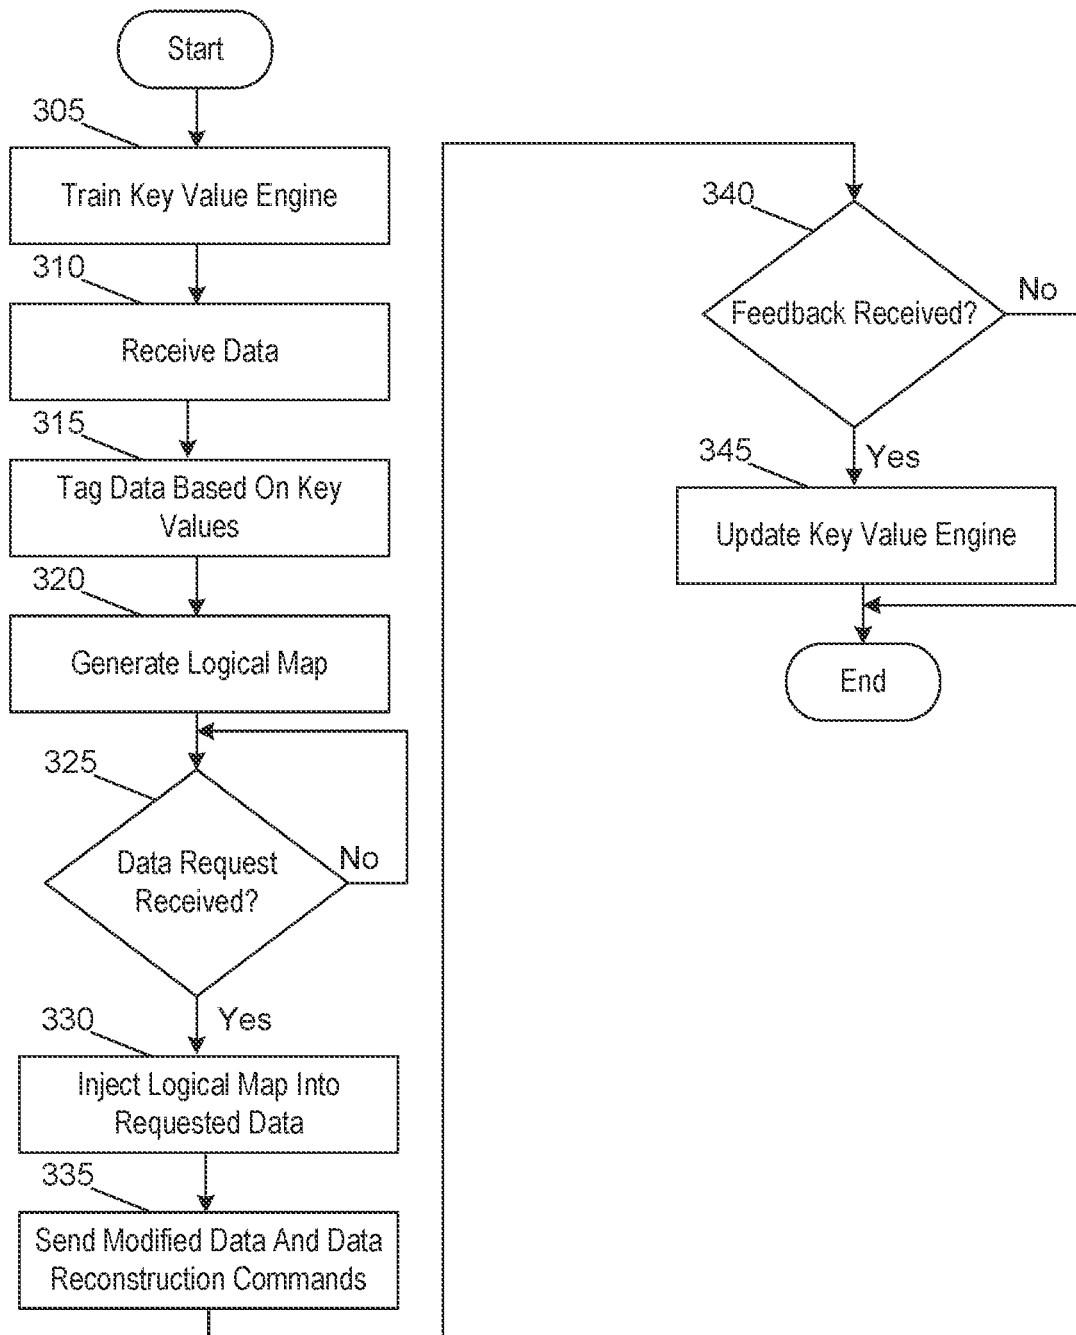 Start
305
Train Key Value Engine
310
Receive Data
315
Tag Data Based On Key
Values
320
Generate Logical Map
325
Data Request
Received?
No
Yes
330
Inject Logical Map Into
Requested Data
335
Send Modified Data And Data
Reconstruction Commands
340
Feedback Received?
No
Yes
345
Update Key Value Engine
End